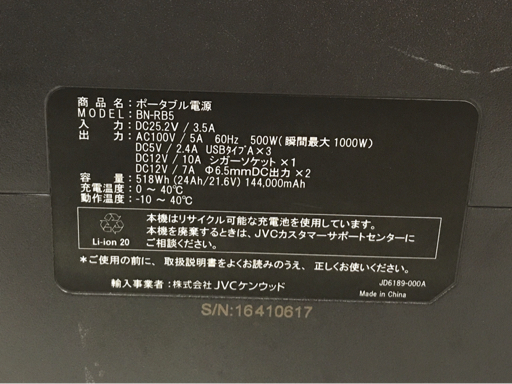 商品名：ポータブル電源
MODEL：BN-RB5
入　　力：DC25.2V / 3.5A
出　　力：AC100V / 5A　60Hz　500W（瞬間最大 1000W）
DC5V / 2.4A　USBﾀｲﾌﾟA×3
DC12V / 10A　シガーソケット×1
DC12V / 7A　Φ6.5mmDC出力×2
容　　量：518Wh (24Ah/21.6V) 144,000mAh
充電温度：0 ～ 40℃
動作温度：-10 ～ 40℃
本機はリサイクル可能な充電池を使用しています。
本機を廃棄するときは、JVCカスタマーサポートセンターに
ご相談ください。
Li-ion 20
*ご使用の前に、取扱説明書をよくお読みのうえ、正しくお使いください。
輸入事業者：株式会社JVCケンウッド
JD6189-000A
Made in China
S/N:16410617